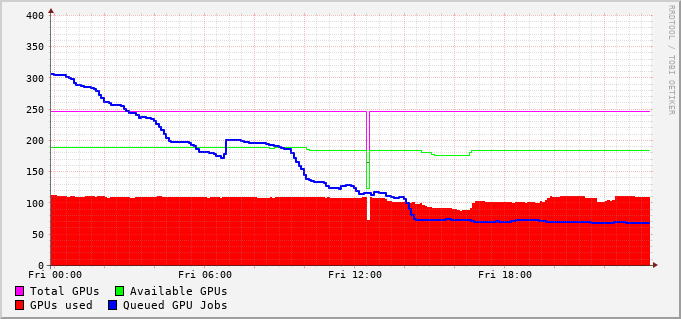 400
350
300
250
200
150
100
50
0
Fri 00:00 Fri 06:00 Fri 12:00 Fri 18:00
Total GPUs Available GPUs
GPUs used Queued GPU Jobs
RRDTOOL / TOBI OETIKER